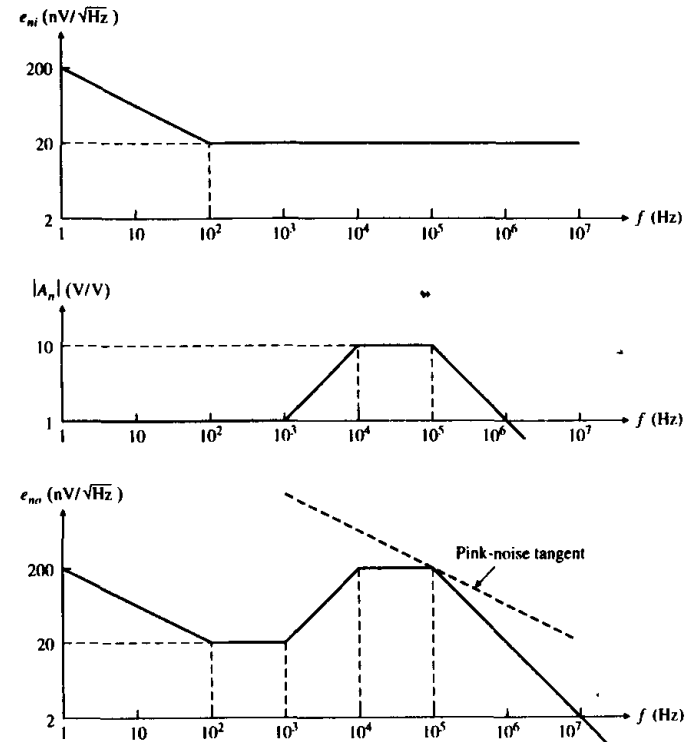 e_ni (nV/√Hz)
200
20
2
1 10 10² 10³ 10⁴ 10⁵ 10⁶ 10⁷ f (Hz)
|A_n| (V/V)
10
1
1 10 10² 10³ 10⁴ 10⁵ 10⁶ 10⁷ f (Hz)
e_no (nV/√Hz)
Pink-noise tangent
200
20
2
1 10 10² 10³ 10⁴ 10⁵ 10⁶ 10⁷ f (Hz)